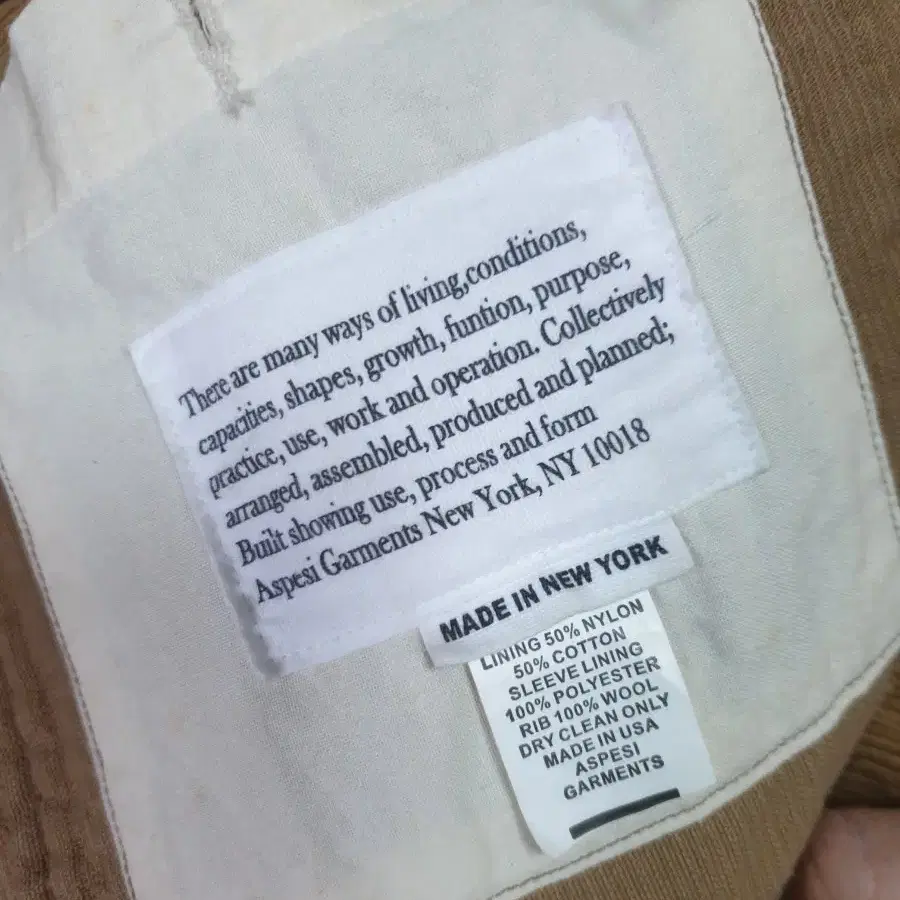 There are many ways of living,conditions,
capacities, shapes, growth, funtion, purpose,
practice, use, work and operation. Collectively
arranged, assembled, produced and planned;
Built showing use, process and form
Aspesi Garments New York, NY 10018
MADE IN NEW YORK
LINING 50% NYLON
50% COTTON
SLEEVE LINING
100% POLYESTER
RIB 100% WOOL
DRY CLEAN ONLY
MADE IN USA
ASPESI
GARMENTS